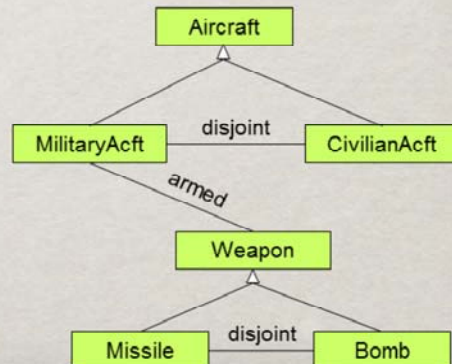 Aircraft
disjoint
MilitaryAcft
CivilianAcft
armed
Weapon
disjoint
Missile
Bomb